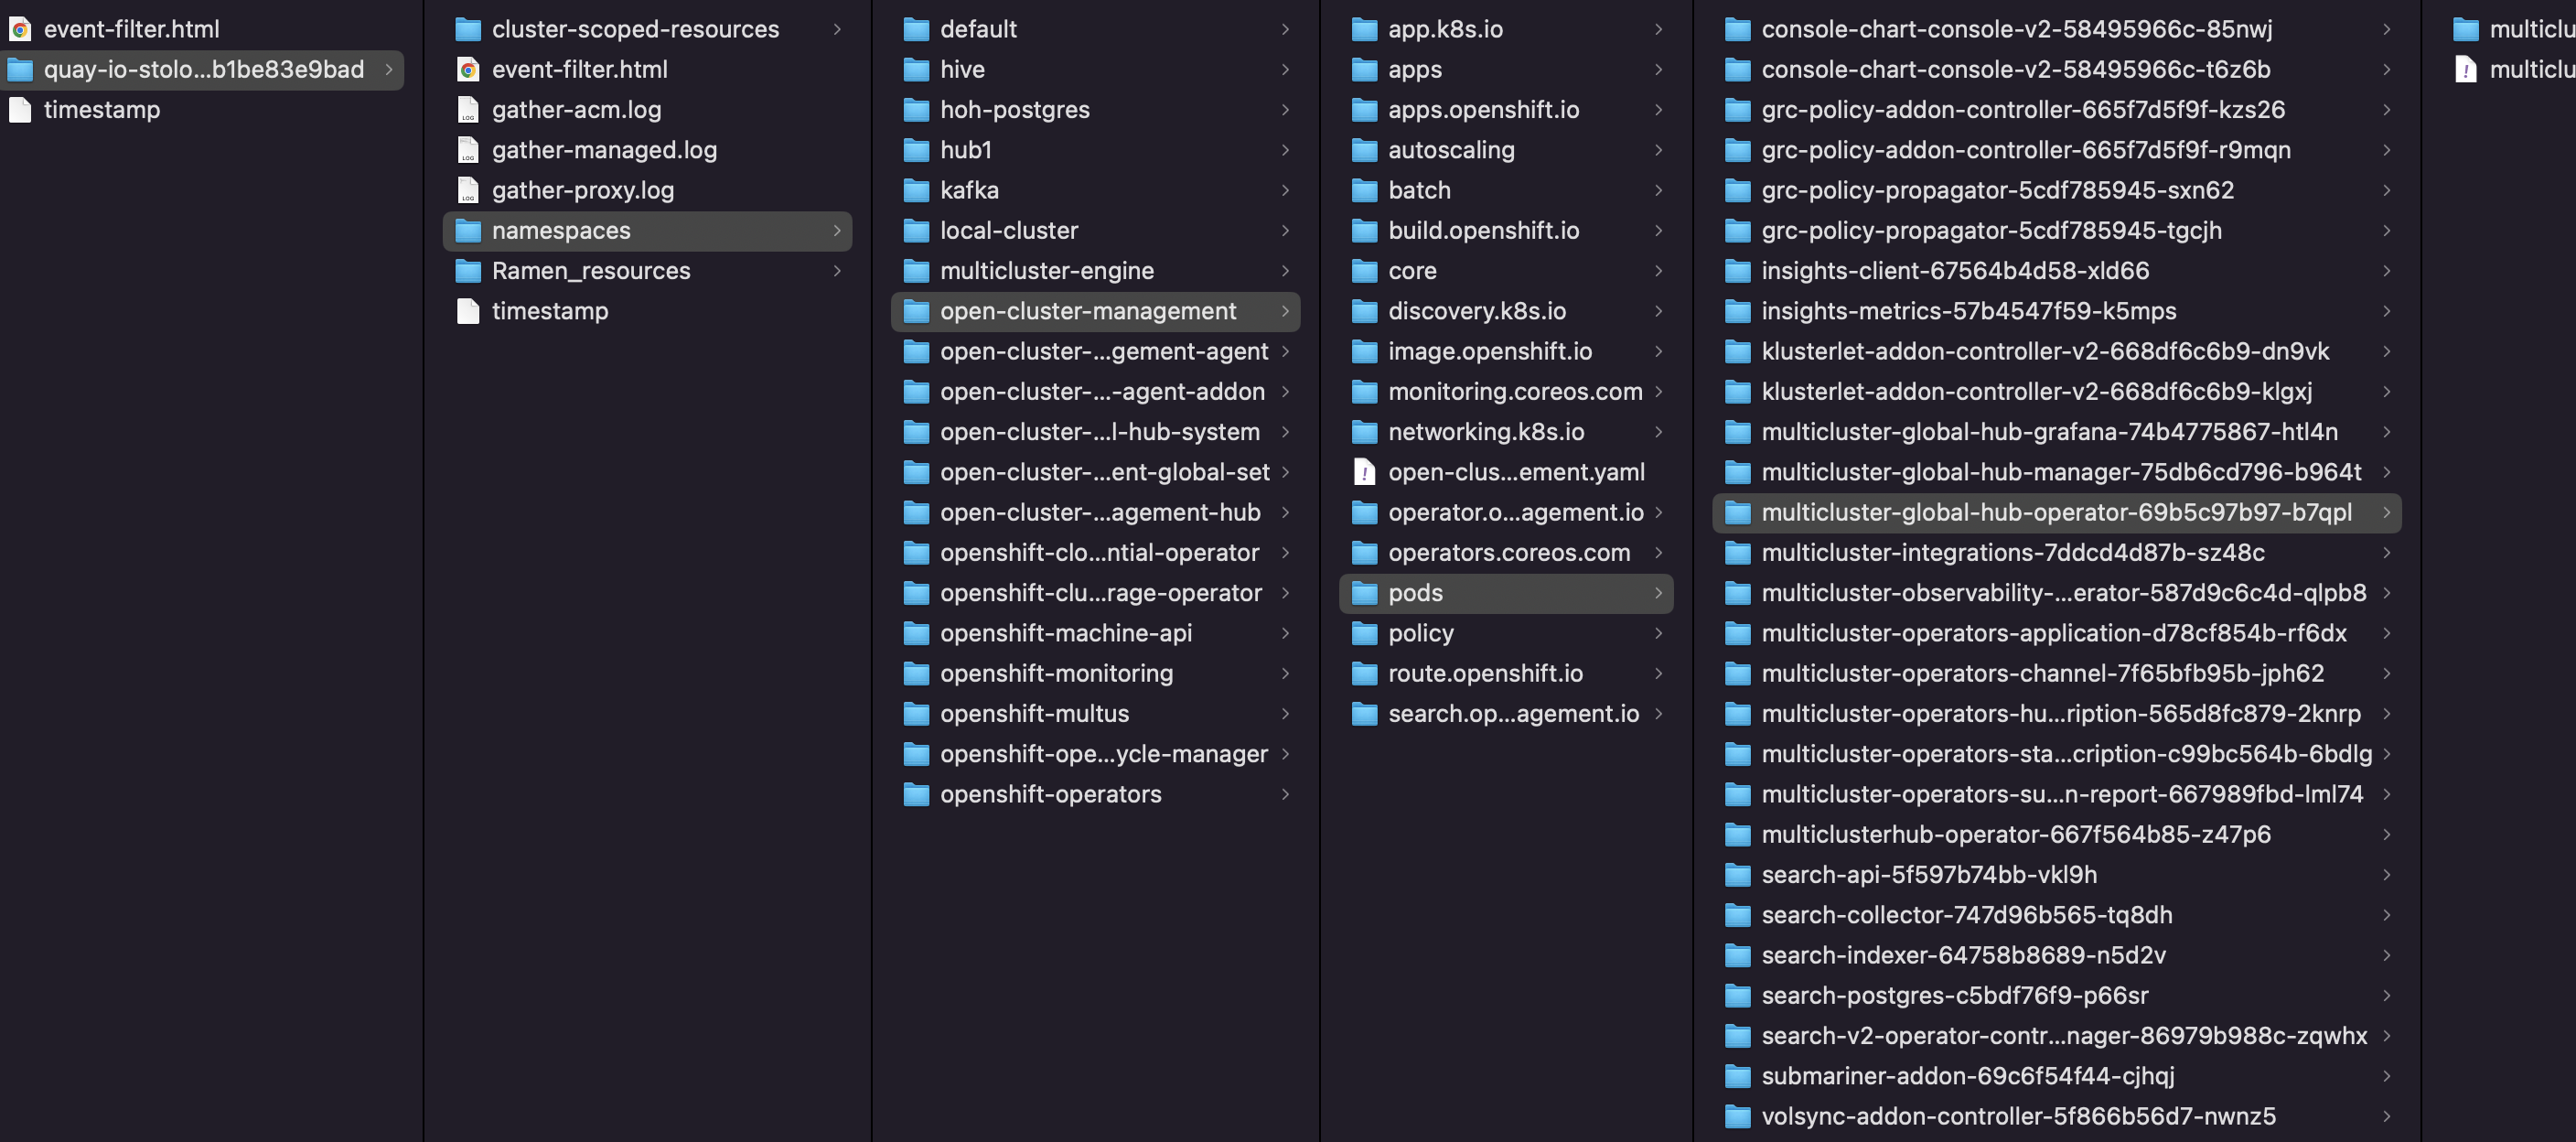 event-filter.html
quay-io-stolo...b1be83e9bad
timestamp
cluster-scoped-resources
event-filter.html
gather-acm.log
gather-managed.log
gather-proxy.log
namespaces
Ramen_resources
timestamp
default
hive
hoh-postgres
hub1
kafka
local-cluster
multicluster-engine
open-cluster-management
open-cluster-...gement-agent
open-cluster-...-agent-addon
open-cluster-...l-hub-system
open-cluster-...ent-global-set
open-cluster-...agement-hub
openshift-clo...ntial-operator
openshift-clu...rage-operator
openshift-machine-api
openshift-monitoring
openshift-multus
openshift-ope...ycle-manager
openshift-operators
app.k8s.io
apps
apps.openshift.io
autoscaling
batch
build.openshift.io
core
discovery.k8s.io
image.openshift.io
monitoring.coreos.com
networking.k8s.io
open-clus...ement.yaml
operator.o...agement.io
operators.coreos.com
pods
policy
route.openshift.io
search.op...agement.io
console-chart-console-v2-58495966c-85nwj
console-chart-console-v2-58495966c-t6z6b
grc-policy-addon-controller-665f7d5f9f-kzs26
grc-policy-addon-controller-665f7d5f9f-r9mqn
grc-policy-propagator-5cdf785945-sxn62
grc-policy-propagator-5cdf785945-tgcjh
insights-client-67564b4d58-xld66
insights-metrics-57b4547f59-k5mps
klusterlet-addon-controller-v2-668df6c6b9-dn9vk
klusterlet-addon-controller-v2-668df6c6b9-klgxj
multicluster-global-hub-grafana-74b4775867-htl4n
multicluster-global-hub-manager-75db6cd796-b964t
multicluster-global-hub-operator-69b5c97b97-b7qpl
multicluster-integrations-7ddcd4d87b-sz48c
multicluster-observability-...erator-587d9c6c4d-qlpb8
multicluster-operators-application-d78cf854b-rf6dx
multicluster-operators-channel-7f65bfb95b-jph62
multicluster-operators-hu...ription-565d8fc879-2knrp
multicluster-operators-sta...cription-c99bc564b-6bdlg
multicluster-operators-su...n-report-667989fbd-lml74
multiclusterhub-operator-667f564b85-z47p6
search-api-5f597b74bb-vkl9h
search-collector-747d96b565-tq8dh
search-indexer-64758b8689-n5d2v
search-postgres-c5bdf76f9-p66sr
search-v2-operator-contr...nager-86979b988c-zqwhx
submariner-addon-69c6f54f44-cjhqj
volsync-addon-controller-5f866b56d7-nwnz5
multiclu
multiclu